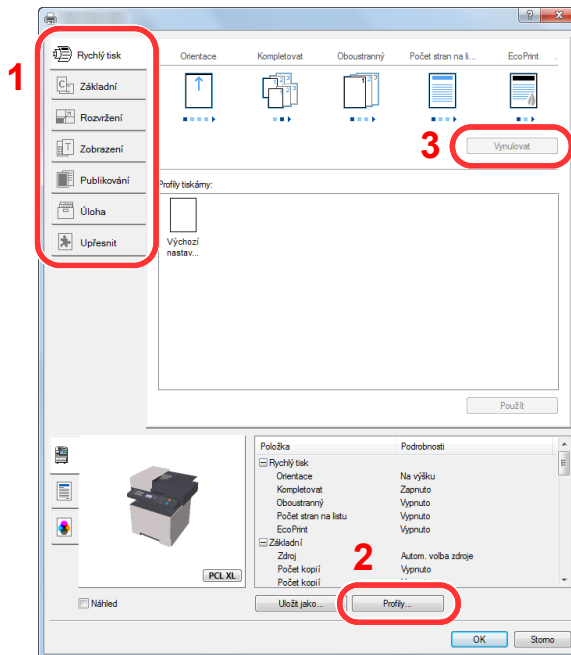 1
Rychlý tisk
Základní
Rozvržení
Zobrazení
Publikování
Úloha
Upřesnit
Orientace Kompletovat Oboustranný Počet stran na li... EcoPrint
3
Vynulovat
Profily tiskárny:
Výchozí
nastav...
Použít
Položka Podrobnosti
Rychlý tisk
Orientace Na výšku
Kompletovat Zapnuto
Oboustranný Vypnuto
Počet stran na listu Vypnuto
EcoPrint Vypnuto
Základní
Zdroj Autom. volba zdroje
Počet kopií Vypnuto
Počet kopií
2
PCL XL
Náhled
Uložit jako...
Profily...
OK
Storno